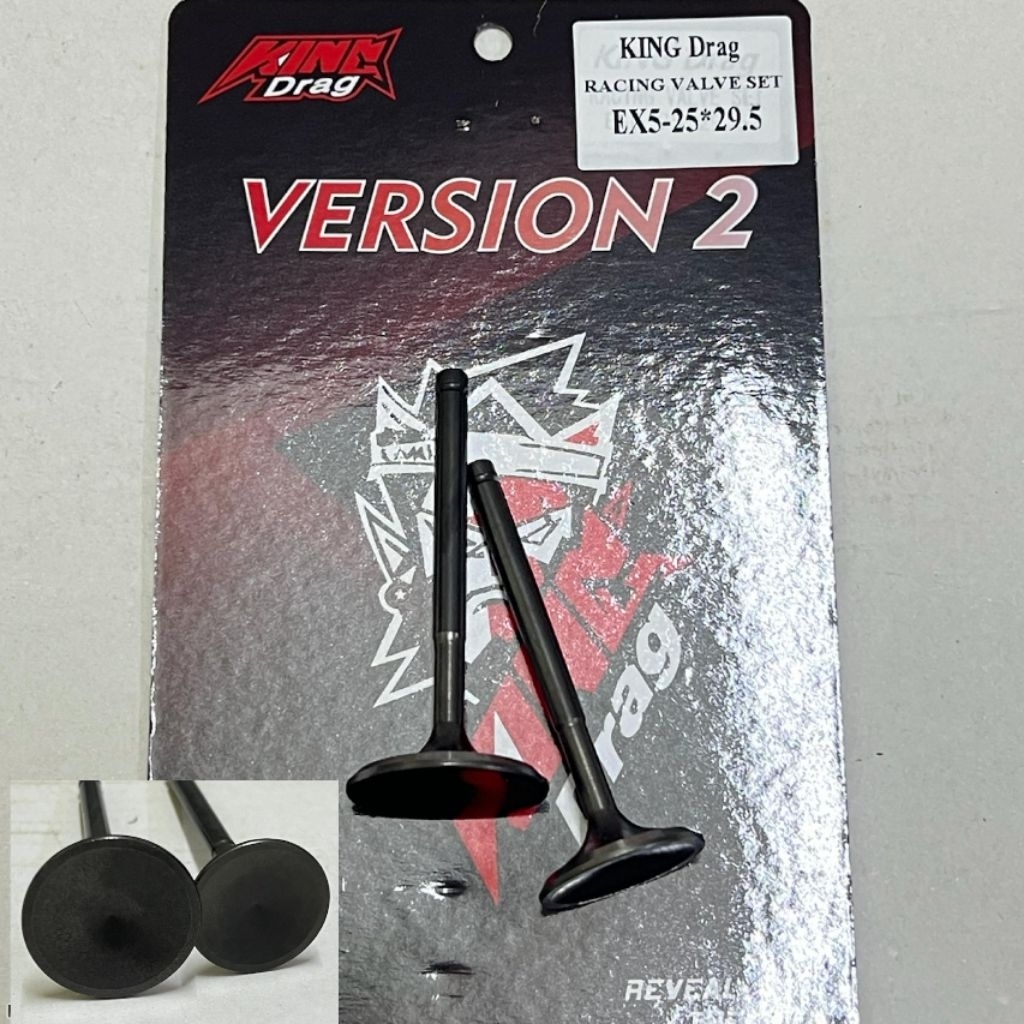 KING
Drag
KING Drag
RACING VALVE SET
EX5-25*29.5
VERSION 2
Drag
REVEAL